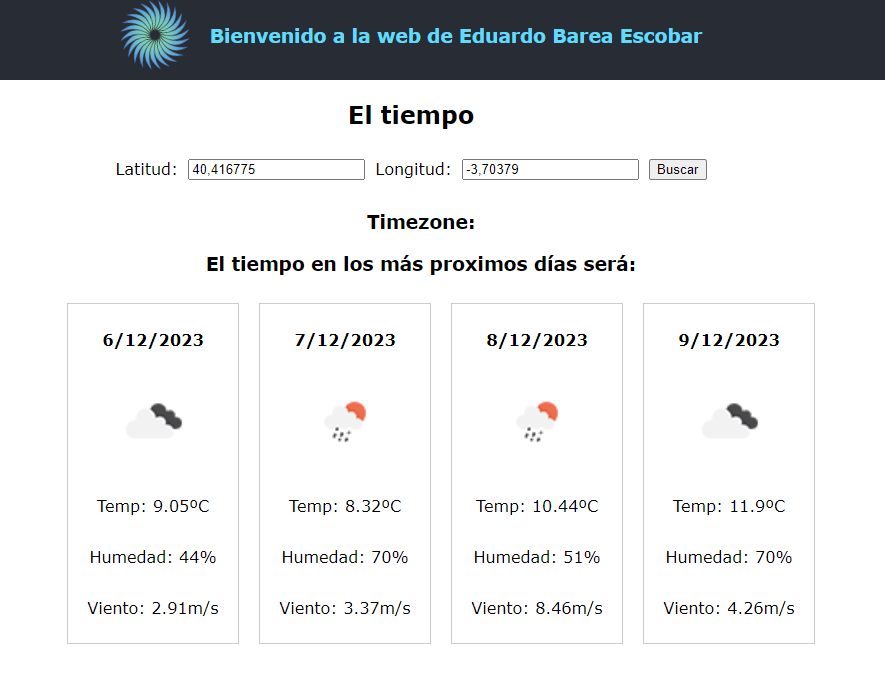 Bienvenido a la web de Eduardo Barea Escobar
El tiempo
Latitud: 40,416775 Longitud: -3,70379 Buscar
Timezone:
El tiempo en los más proximos días será:
6/12/2023
Temp: 9.05ºC
Humedad: 44%
Viento: 2.91m/s
7/12/2023
Temp: 8.32ºC
Humedad: 70%
Viento: 3.37m/s
8/12/2023
Temp: 10.44ºC
Humedad: 51%
Viento: 8.46m/s
9/12/2023
Temp: 11.9ºC
Humedad: 70%
Viento: 4.26m/s